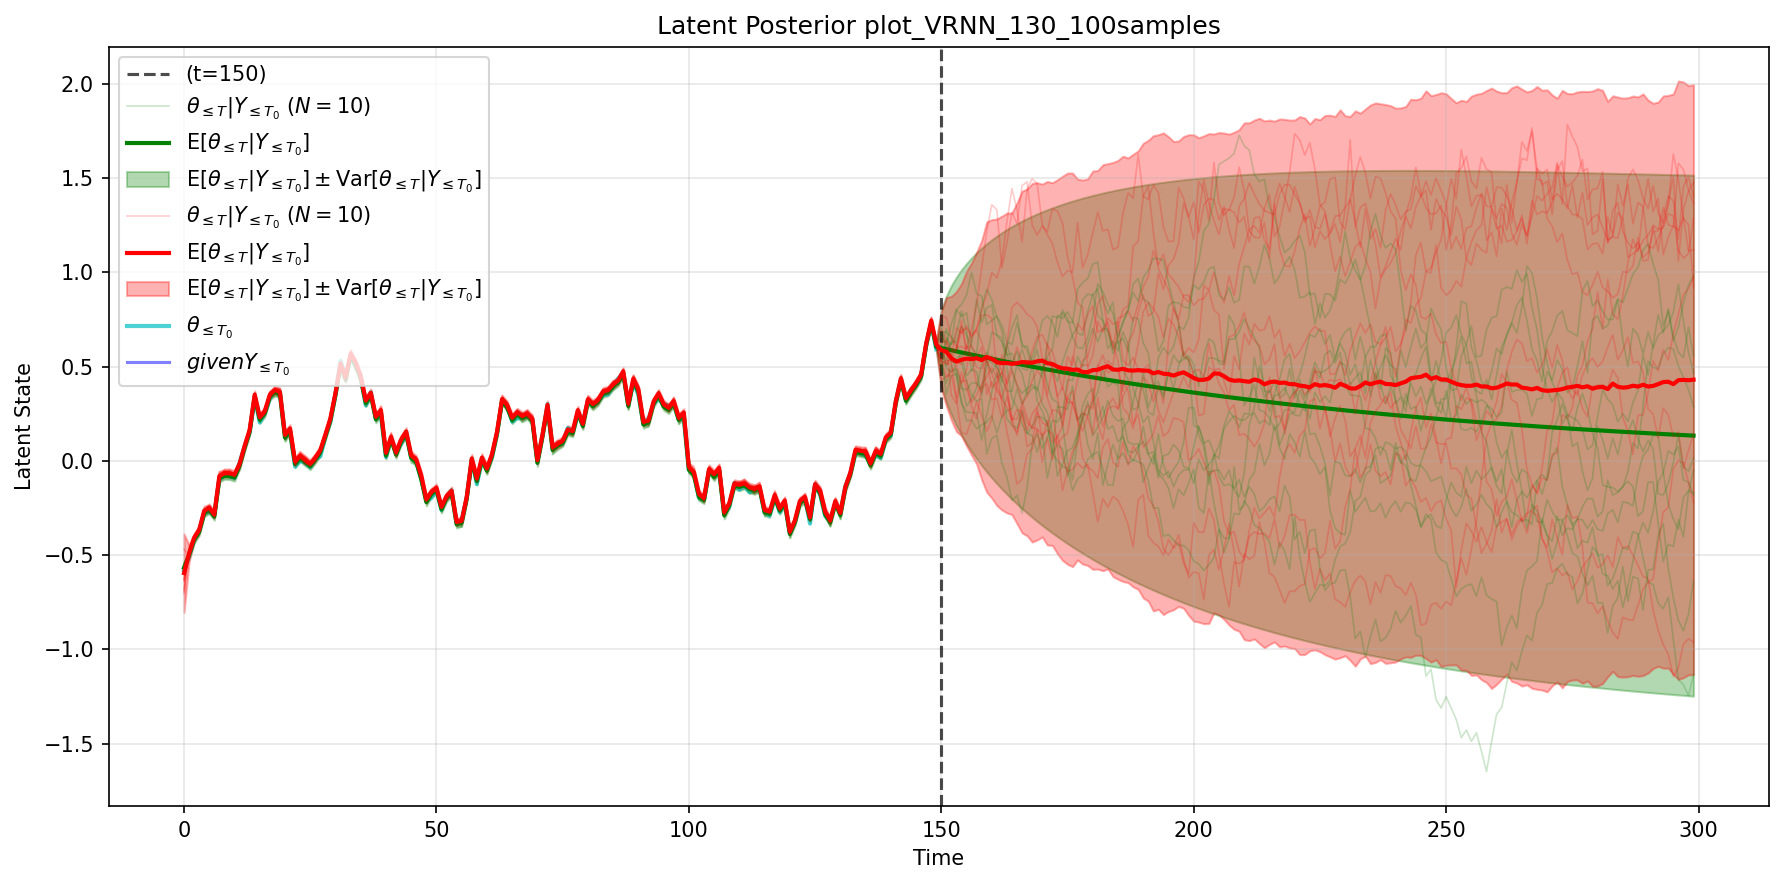 Latent Posterior plot_VRNN_130_100samples
(t=150)
θ≤T|Y≤T₀ (N = 10)
E[θ≤T|Y≤T₀]
E[θ≤T|Y≤T₀] ± Var[θ≤T|Y≤T₀]
θ≤T|Y≤T₀ (N = 10)
E[θ≤T|Y≤T₀]
E[θ≤T|Y≤T₀] ± Var[θ≤T|Y≤T₀]
θ≤T₀
givenY≤T₀
Latent State
2.0
1.5
1.0
0.5
0.0
−0.5
−1.0
−1.5
0 50 100 150 200 250 300
Time